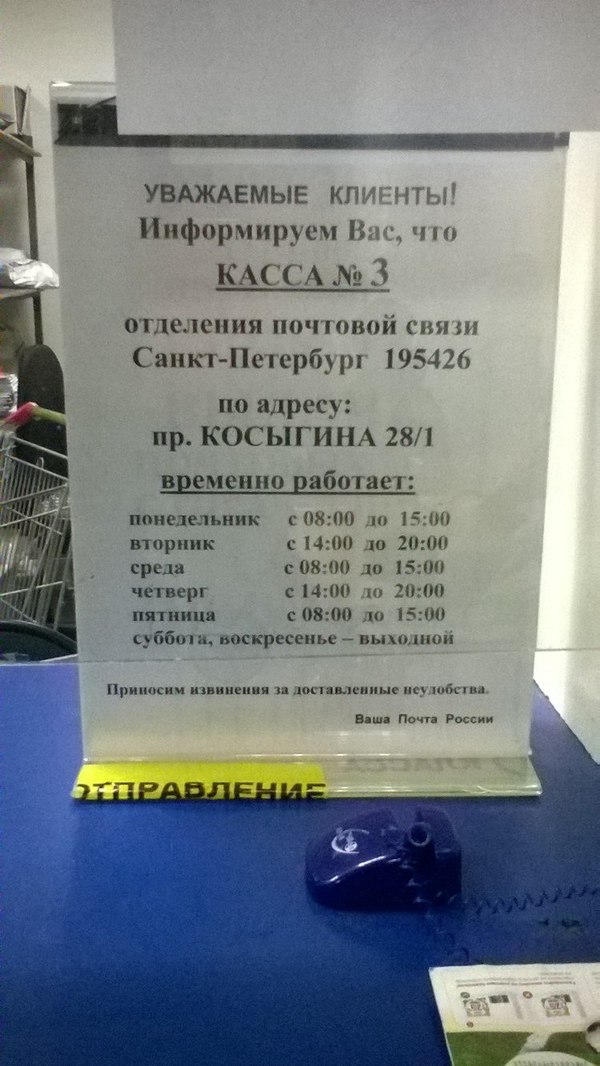 УВАЖАЕМЫЕ КЛИЕНТЫ!
Информируем Вас, что
КАССА № 3
отделения почтовой связи
Санкт-Петербург 195426
по адресу:
пр. КОСЫГИНА 28/1
временно работает:
понедельник с 08:00 до 15:00
вторник с 14:00 до 20:00
среда с 08:00 до 15:00
четверг с 14:00 до 20:00
пятница с 08:00 до 15:00
суббота, воскресенье – выходной
Приносим извинения за доставленные неудобства.
Ваша Почта России
ОТПРАВЛЕНИЕ